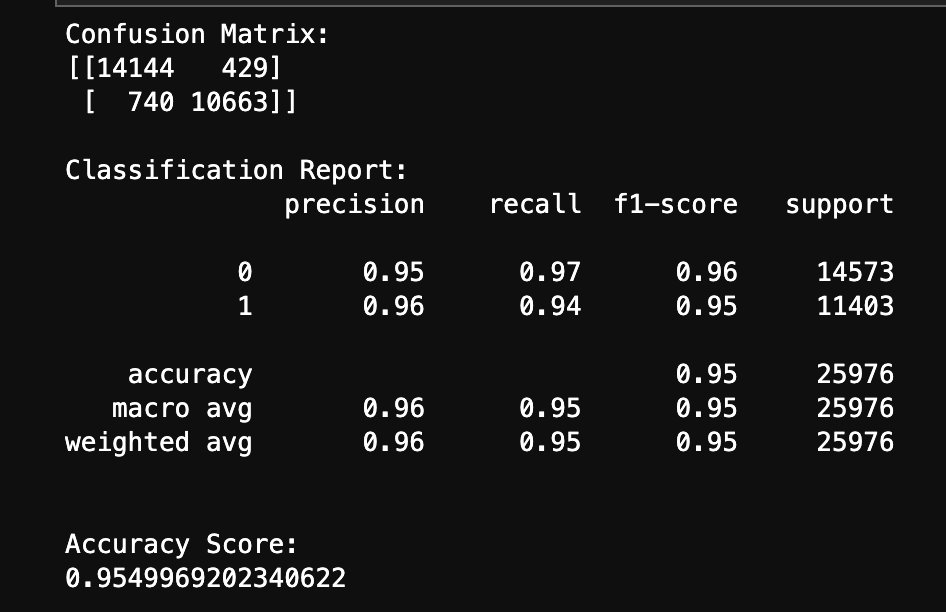 Confusion Matrix:
[[14144   429]
 [  740 10663]]
Classification Report:
              precision    recall  f1-score   support
           0       0.95      0.97      0.96     14573
           1       0.96      0.94      0.95     11403
    accuracy                           0.95     25976
   macro avg       0.96      0.95      0.95     25976
weighted avg       0.96      0.95      0.95     25976
Accuracy Score:
0.9549969202340622